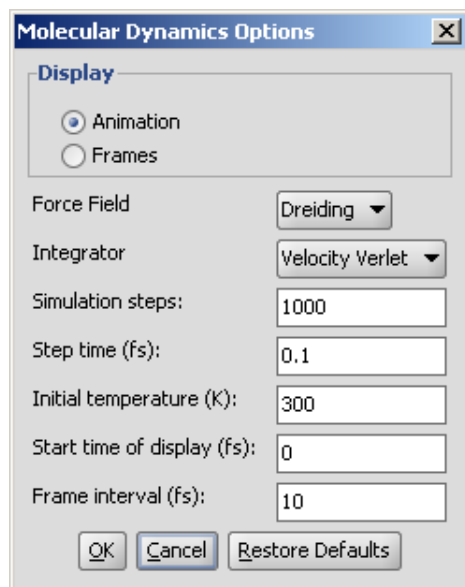 Molecular Dynamics Options
Display
Animation
Frames
Force Field Dreiding
Integrator Velocity Verlet
Simulation steps: 1000
Step time (fs): 0.1
Initial temperature (K): 300
Start time of display (fs): 0
Frame interval (fs): 10
OK Cancel Restore Defaults